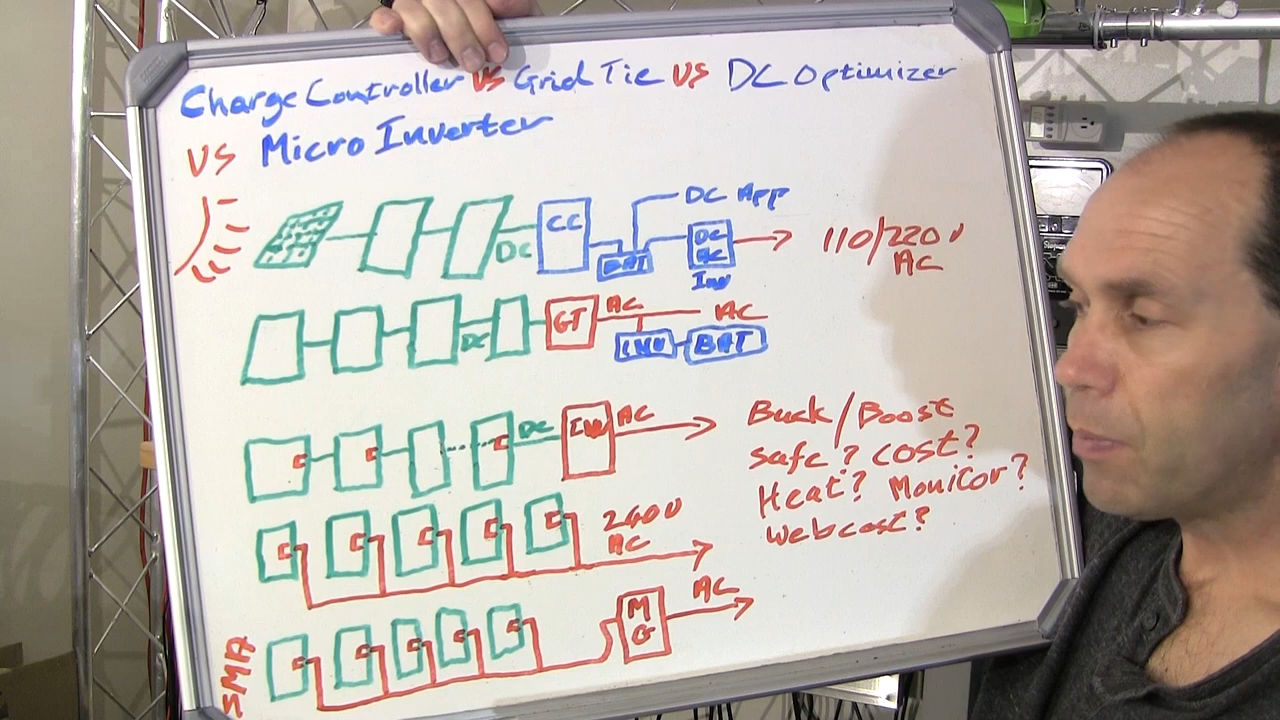 Charge Controller vs Grid Tie vs DC Optimizer
vs Micro Inverter
DC
CC
BAT
DC App
DC
AC
Inv
110/220v
AC
DC
GT
AC
AC
INV
BAT
DC
Inv
AC
Buck/Boost
Safe? Cost?
Heat? Monitor?
Webcast?
240V
AC
SMA
M
G
AC